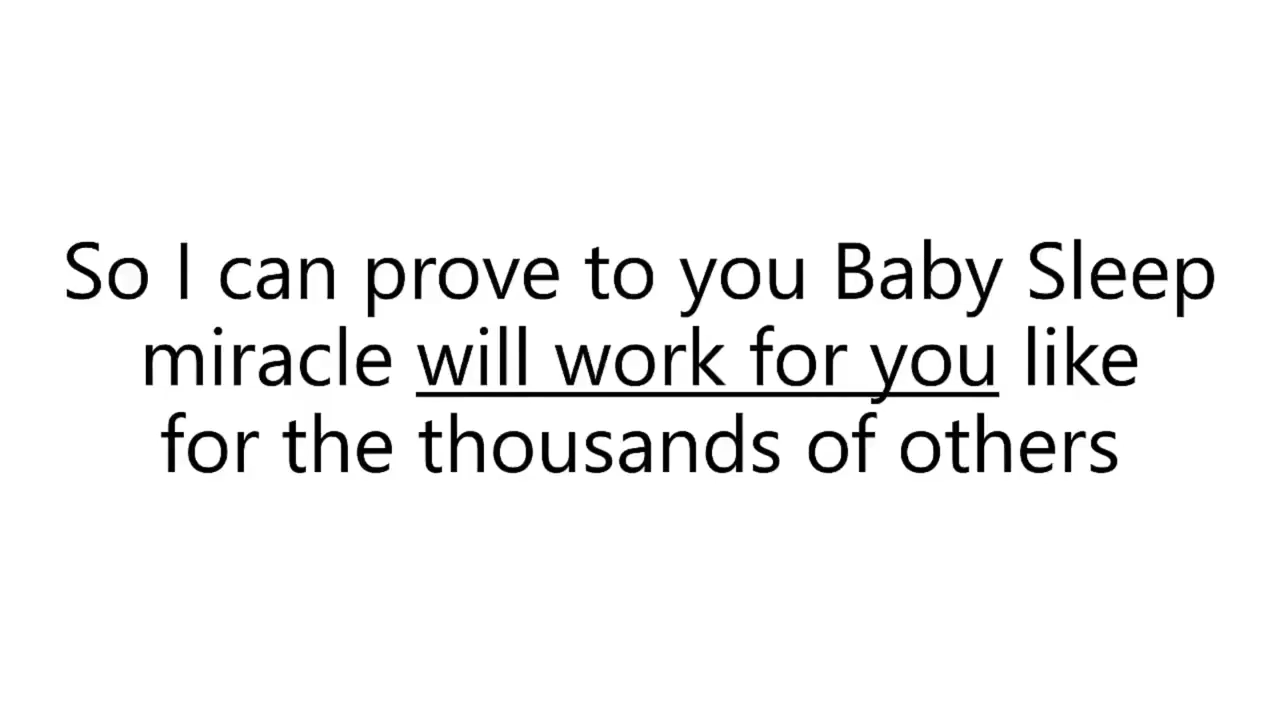 So I can prove to you Baby Sleep
miracle will work for you like
for the thousands of others